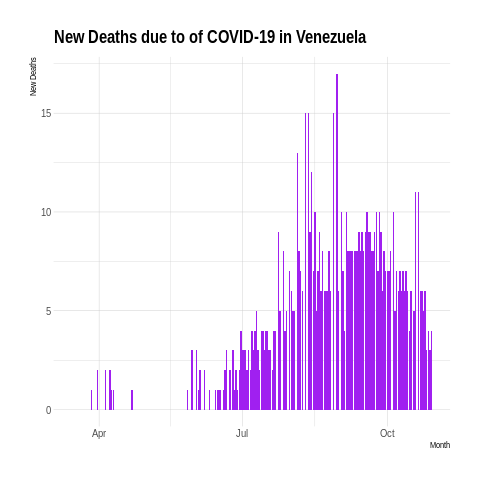 New Deaths due to of COVID-19 in Venezuela
New Deaths
15
10
5
0
Apr
Jul
Oct
Month